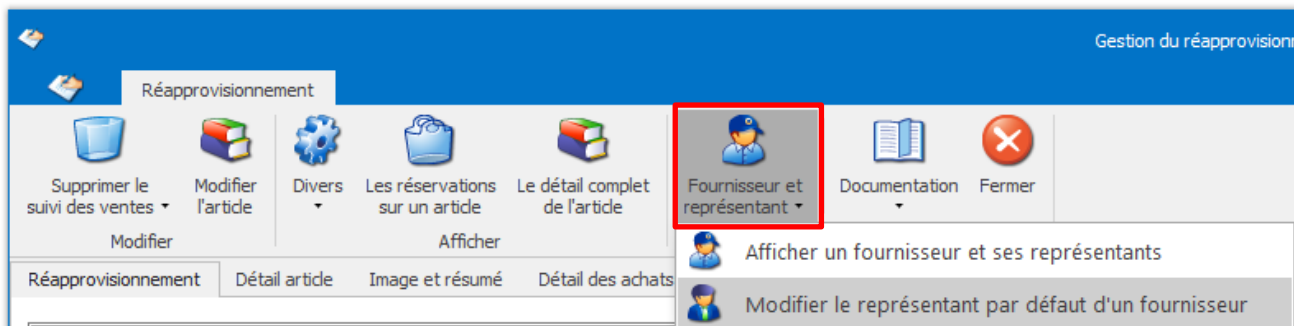 Gestion du réapprovisionn
Réapprovisionnement
Supprimer le
suivi des ventes
Modifier
l'article
Divers
Les réservations
sur un article
Le détail complet
de l'article
Fournisseur et
représentant
Documentation
Fermer
Modifier
Afficher
Afficher un fournisseur et ses représentants
Modifier le représentant par défaut d'un fournisseur
Réapprovisionnement
Détail article
Image et résumé
Détail des achats